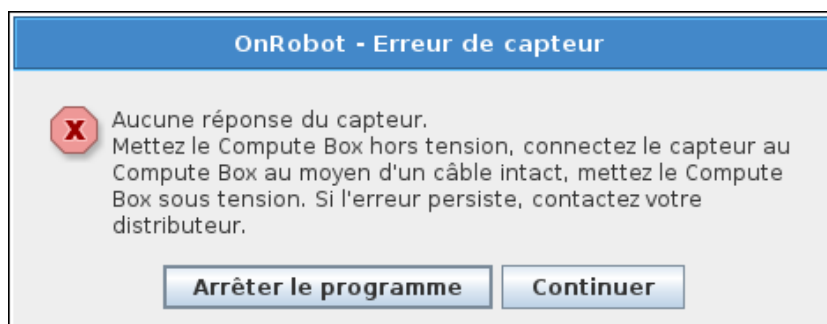 OnRobot - Erreur de capteur
Aucune réponse du capteur.
Mettez le Compute Box hors tension, connectez le capteur au
Compute Box au moyen d'un câble intact, mettez le Compute
Box sous tension. Si l'erreur persiste, contactez votre
distributeur.
Arrêter le programme
Continuer